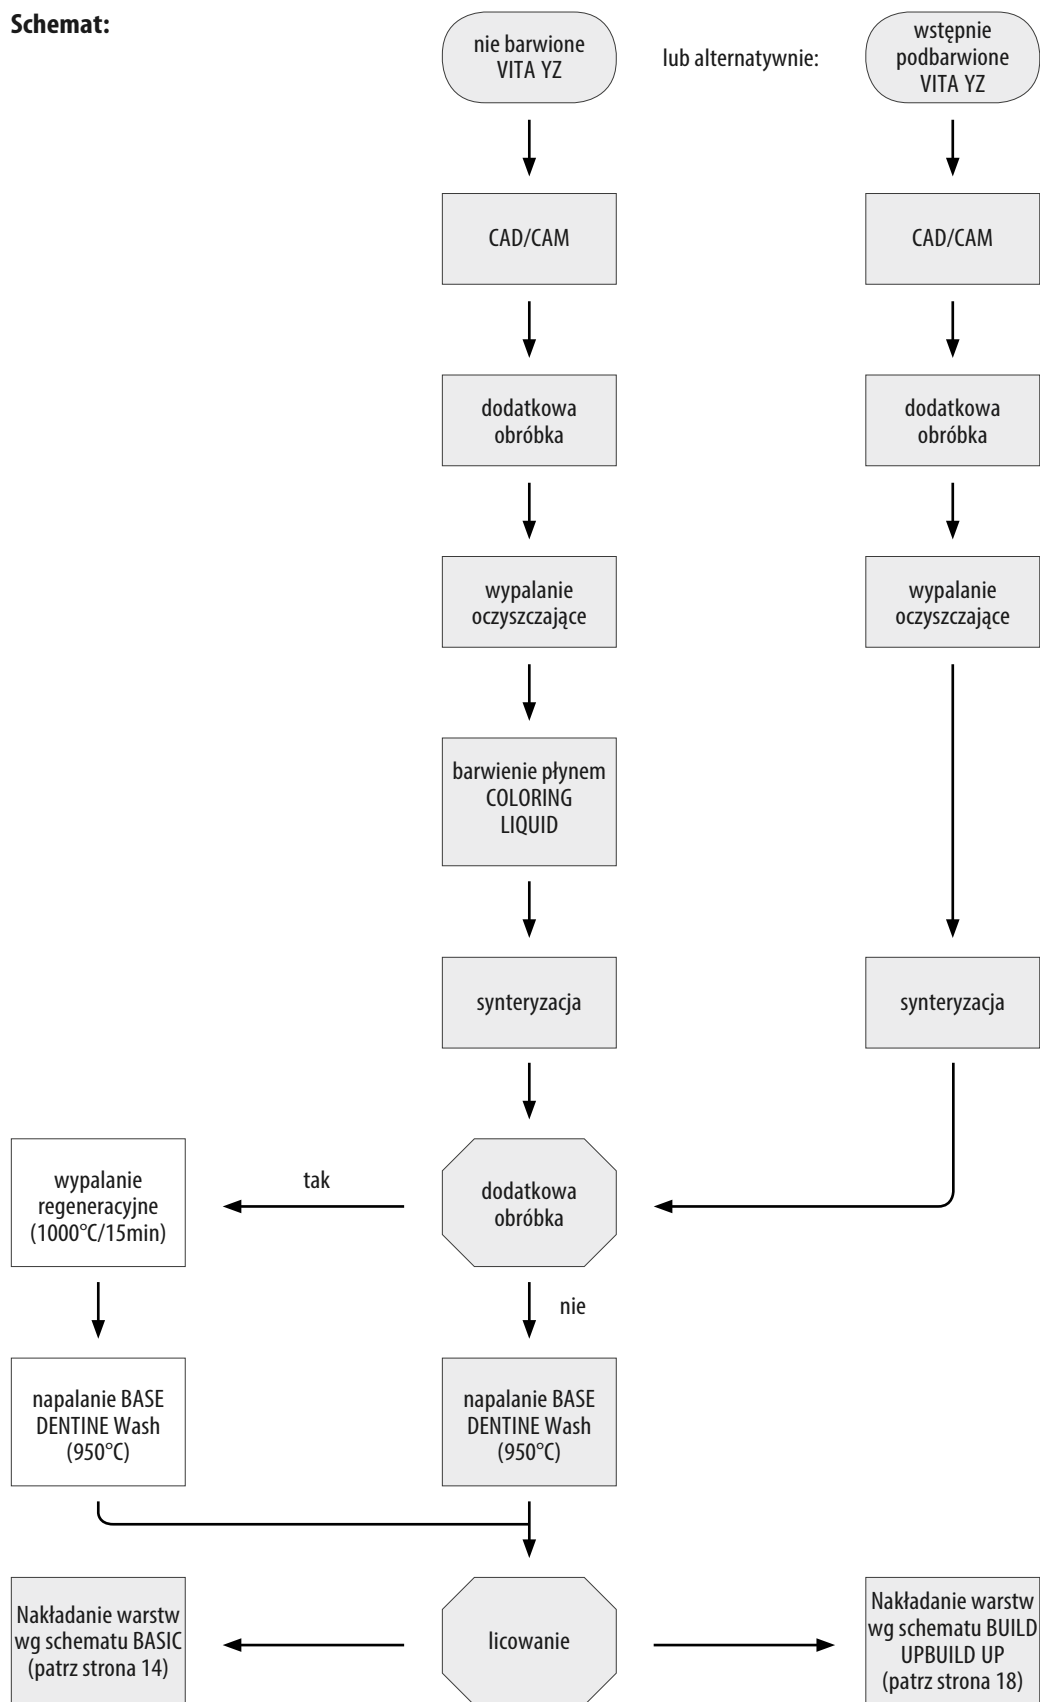 Schemat:
nie barwione
VITA YZ
lub alternatywnie:
wstępnie
podbarwione
VITA YZ
CAD/CAM
CAD/CAM
dodatkowa
obróbka
dodatkowa
obróbka
wypalanie
oczyszczające
wypalanie
oczyszczające
barwienie płynem
COLORING
LIQUID
synteryzacja
synteryzacja
wypalanie
regeneracyjne
(1000°C/15min)
tak
dodatkowa
obróbka
nie
napalanie BASE
DENTINE Wash
(950°C)
napalanie BASE
DENTINE Wash
(950°C)
Nakładanie warstw
wg schematu BASIC
(patrz strona 14)
licowanie
Nakładanie warstw
wg schematu BUILD
UPBUILD UP
(patrz strona 18)